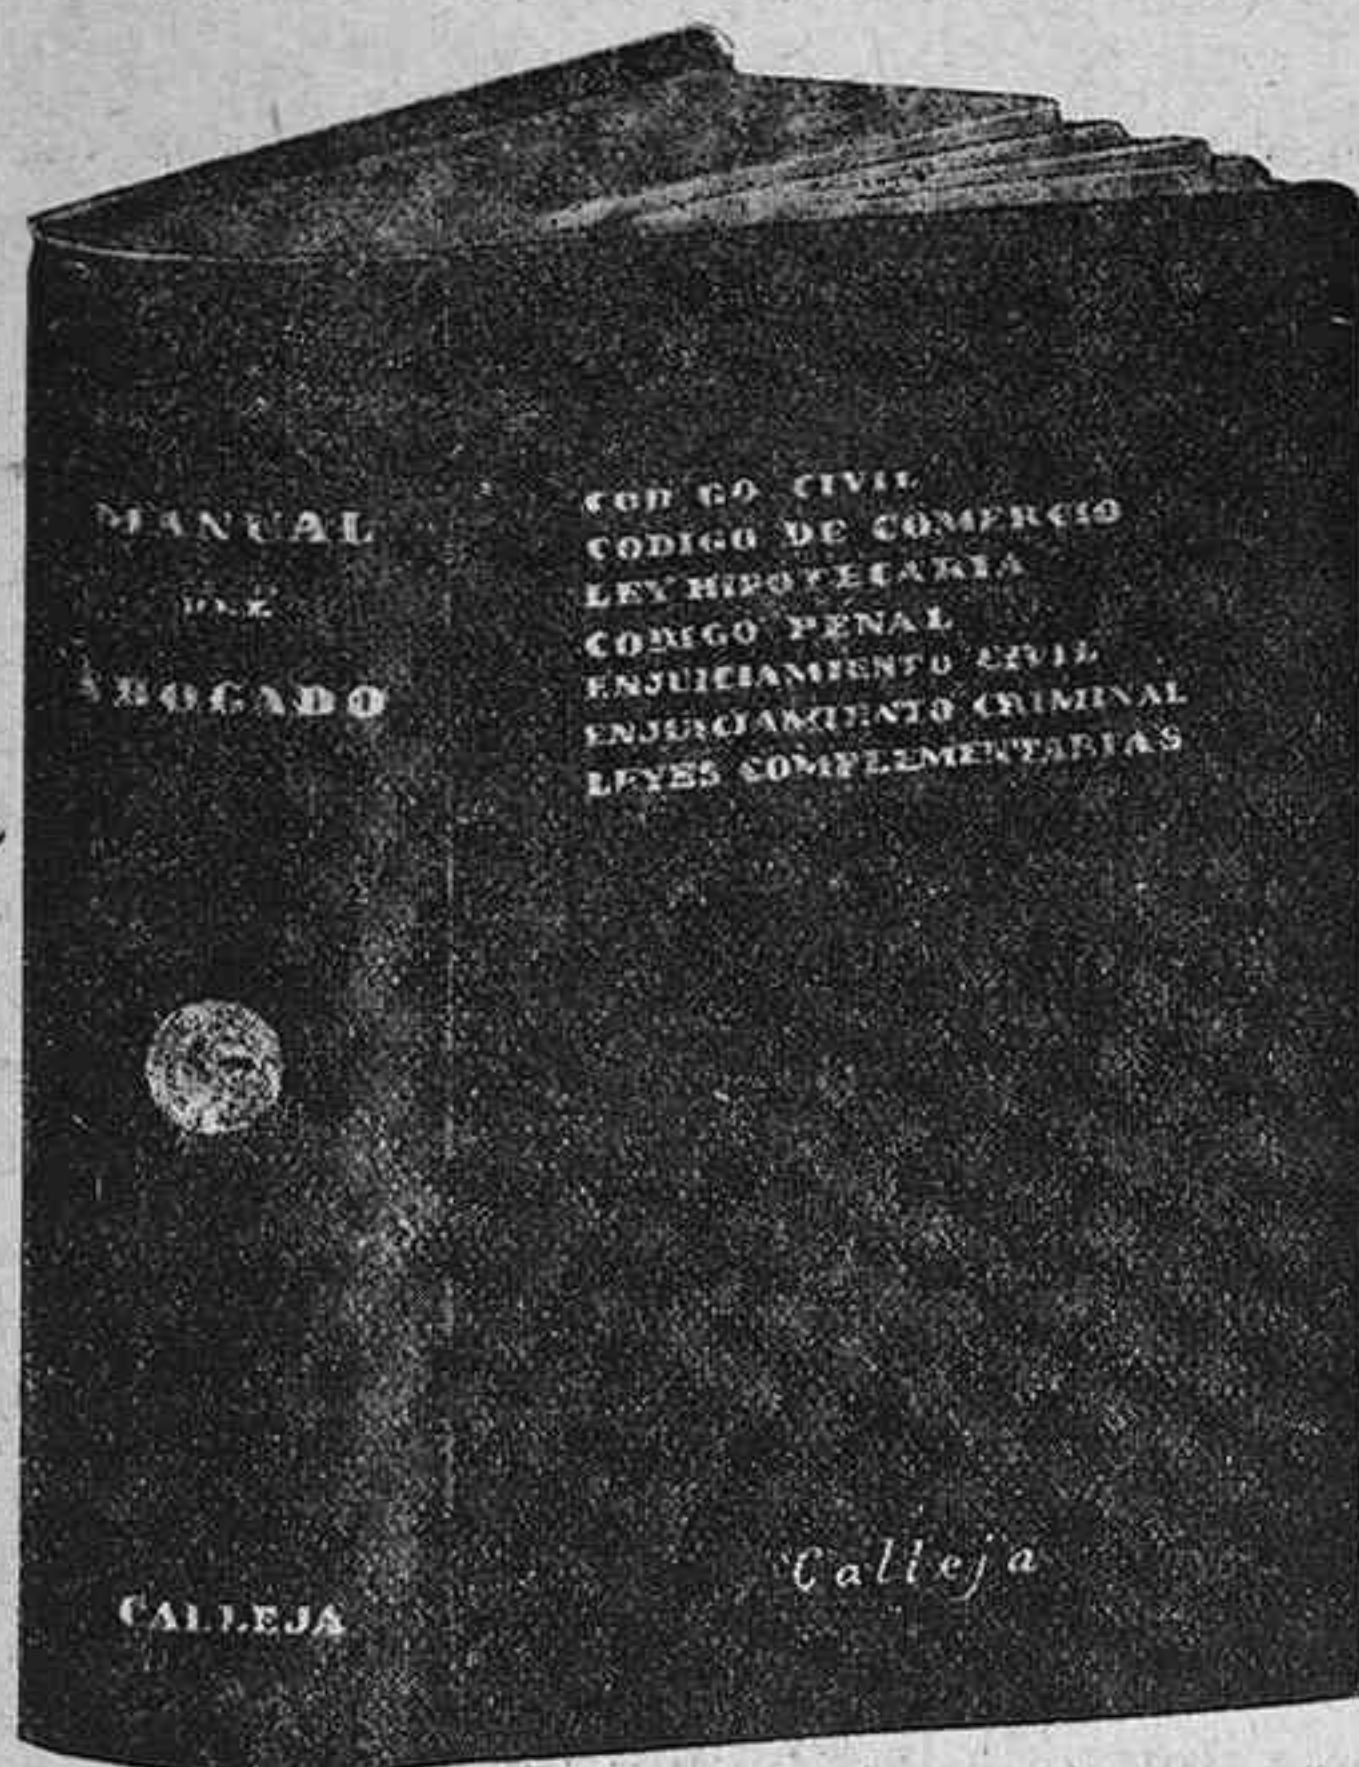 MANUAL
DEL
ABOGADO
CALLEJA
CODIGO CIVIL
CODIGO DE COMERCIO
LEY HIPOTECARIA
CODIGO PENAL
ENJUICIAMIENTO CIVIL
ENJUICIAMIENTO CRIMINAL
LEYES COMPLEMENTARIAS
Calleja